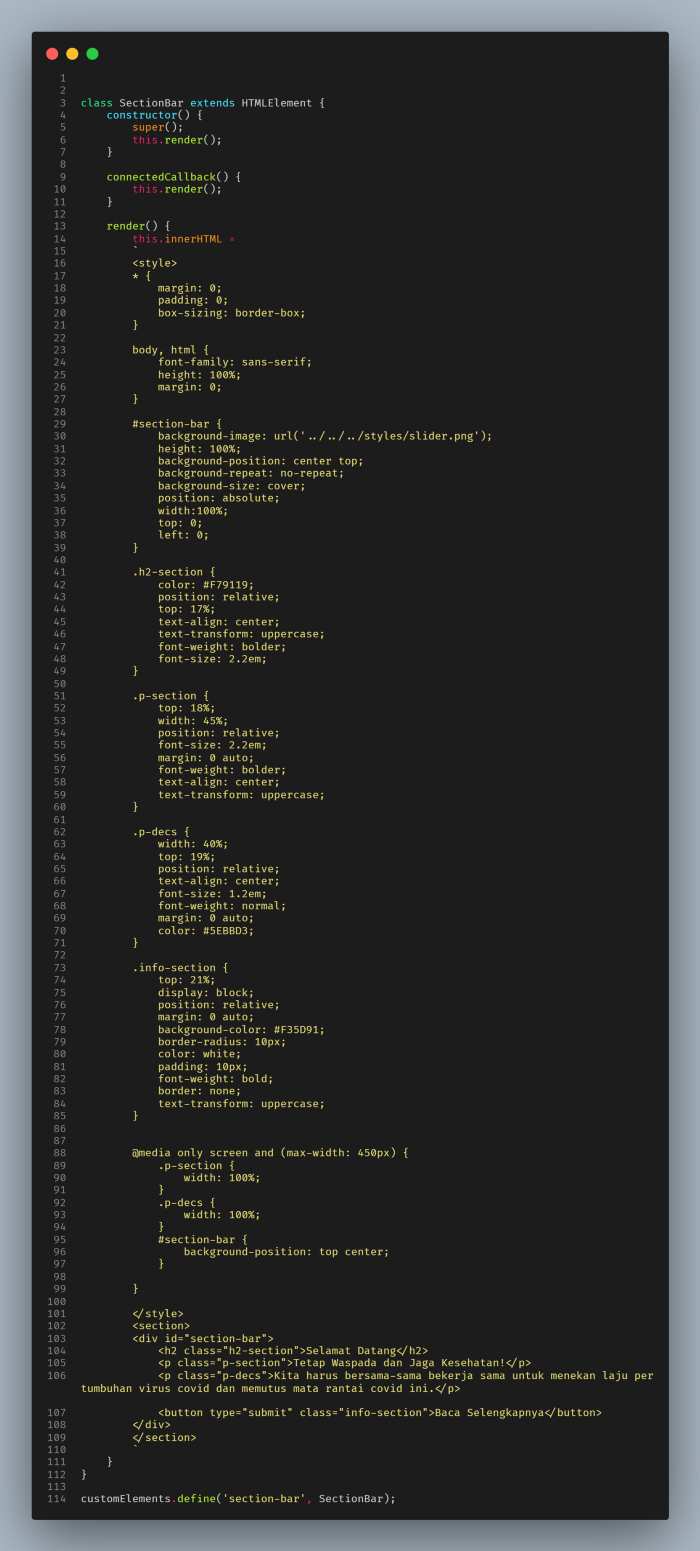 1
2
3 class SectionBar extends HTMLElement {
4 constructor() {
5 super();
6 this.render();
7 }
8
9 connectedCallback() {
10 this.render();
11 }
12
13 render() {
14 this.innerHTML =
15 `
16 <style>
17 * {
18 margin: 0;
19 padding: 0;
20 box-sizing: border-box;
21 }
22
23 body, html {
24 font-family: sans-serif;
25 height: 100%;
26 margin: 0;
27 }
28
29 #section-bar {
30 background-image: url('../../../styles/slider.png');
31 height: 100%;
32 background-position: center top;
33 background-repeat: no-repeat;
34 background-size: cover;
35 position: absolute;
36 width:100%;
37 top: 0;
38 left: 0;
39 }
40
41 .h2-section {
42 color: #F79119;
43 position: relative;
44 top: 17%;
45 text-align: center;
46 text-transform: uppercase;
47 font-weight: bolder;
48 font-size: 2.2em;
49 }
50
51 .p-section {
52 top: 18%;
53 width: 45%;
54 position: relative;
55 font-size: 2.2em;
56 margin: 0 auto;
57 font-weight: bolder;
58 text-align: center;
59 text-transform: uppercase;
60 }
61
62 .p-decs {
63 width: 40%;
64 top: 19%;
65 position: relative;
66 text-align: center;
67 font-size: 1.2em;
68 font-weight: normal;
69 margin: 0 auto;
70 color: #5EBBD3;
71 }
72
73 .info-section {
74 top: 21%;
75 display: block;
76 position: relative;
77 margin: 0 auto;
78 background-color: #F35D91;
79 border-radius: 10px;
80 color: white;
81 padding: 10px;
82 font-weight: bold;
83 border: none;
84 text-transform: uppercase;
85 }
86
87
88 @media only screen and (max-width: 450px) {
89 .p-section {
90 width: 100%;
91 }
92 .p-decs {
93 width: 100%;
94 }
95 #section-bar {
96 background-position: top center;
97 }
98
99 }
100
101 </style>
102 <section>
103 <div id="section-bar">
104 <h2 class="h2-section">Selamat Datang</h2>
105 <p class="p-section">Tetap Waspada dan Jaga Kesehatan!</p>
106 <p class="p-decs">Kita harus bersama-sama bekerja sama untuk menekan laju per
tumbuhan virus covid dan memutus mata rantai covid ini.</p>
107 <button type="submit" class="info-section">Baca Selengkapnya</button>
108 </div>
109 </section>
110 `
111 }
112 }
113
114 customElements.define('section-bar', SectionBar);